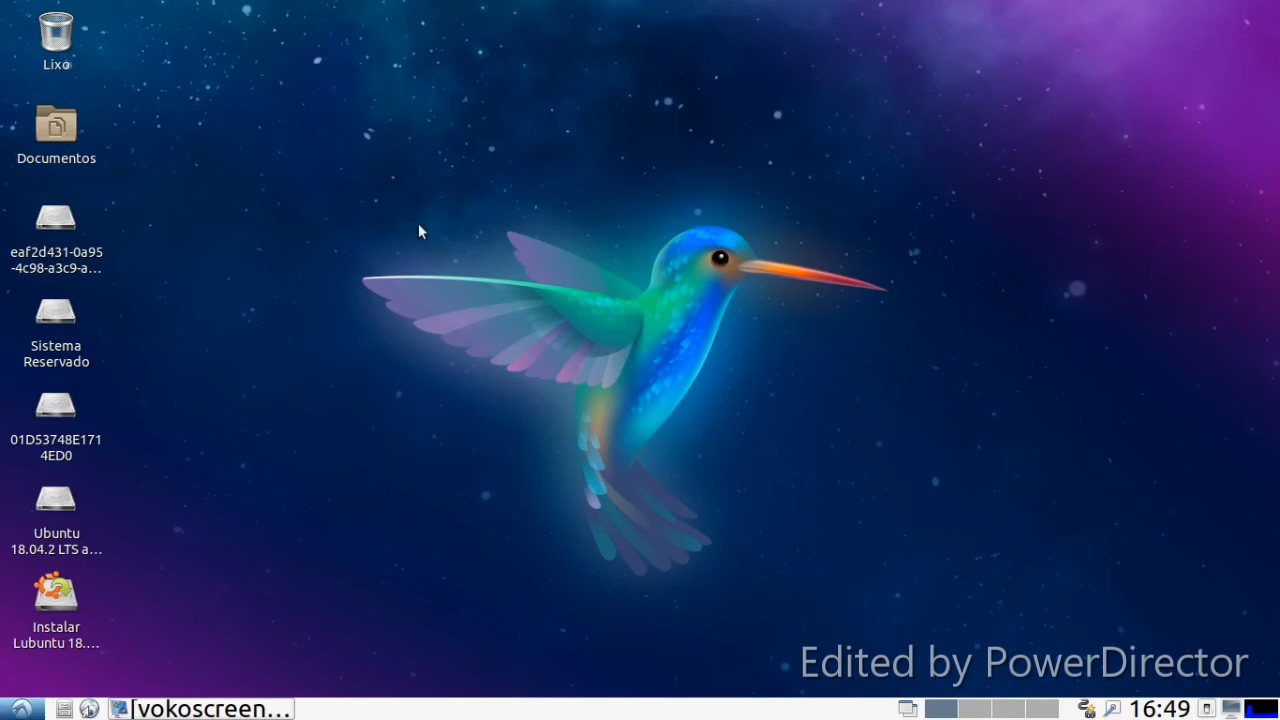 Lixo
Documentos
eaf2d431-0a95
-4c98-a3c9-a...
Sistema
Reservado
01D53748E171
4ED0
Ubuntu
18.04.2 LTS a...
Instalar
Lubuntu 18....
Edited by PowerDirector
[vokoscreen...
16:49